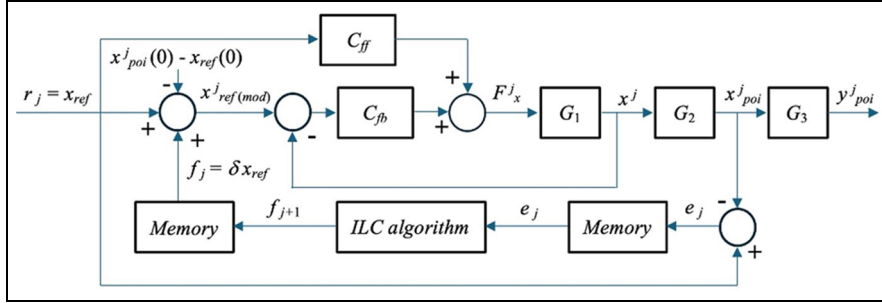 C_ff
x^j_poi (0) - x_ref (0)
-
+
r_j = x_ref
x^j_ref (mod)
F^j_x
x^j
x^j_poi
y^j_poi
C_fb
G_1
G_2
G_3
+
+
-
+
f_j = δx_ref
-
Memory
f_j+1
ILC algorithm
e_j
Memory
e_j
+